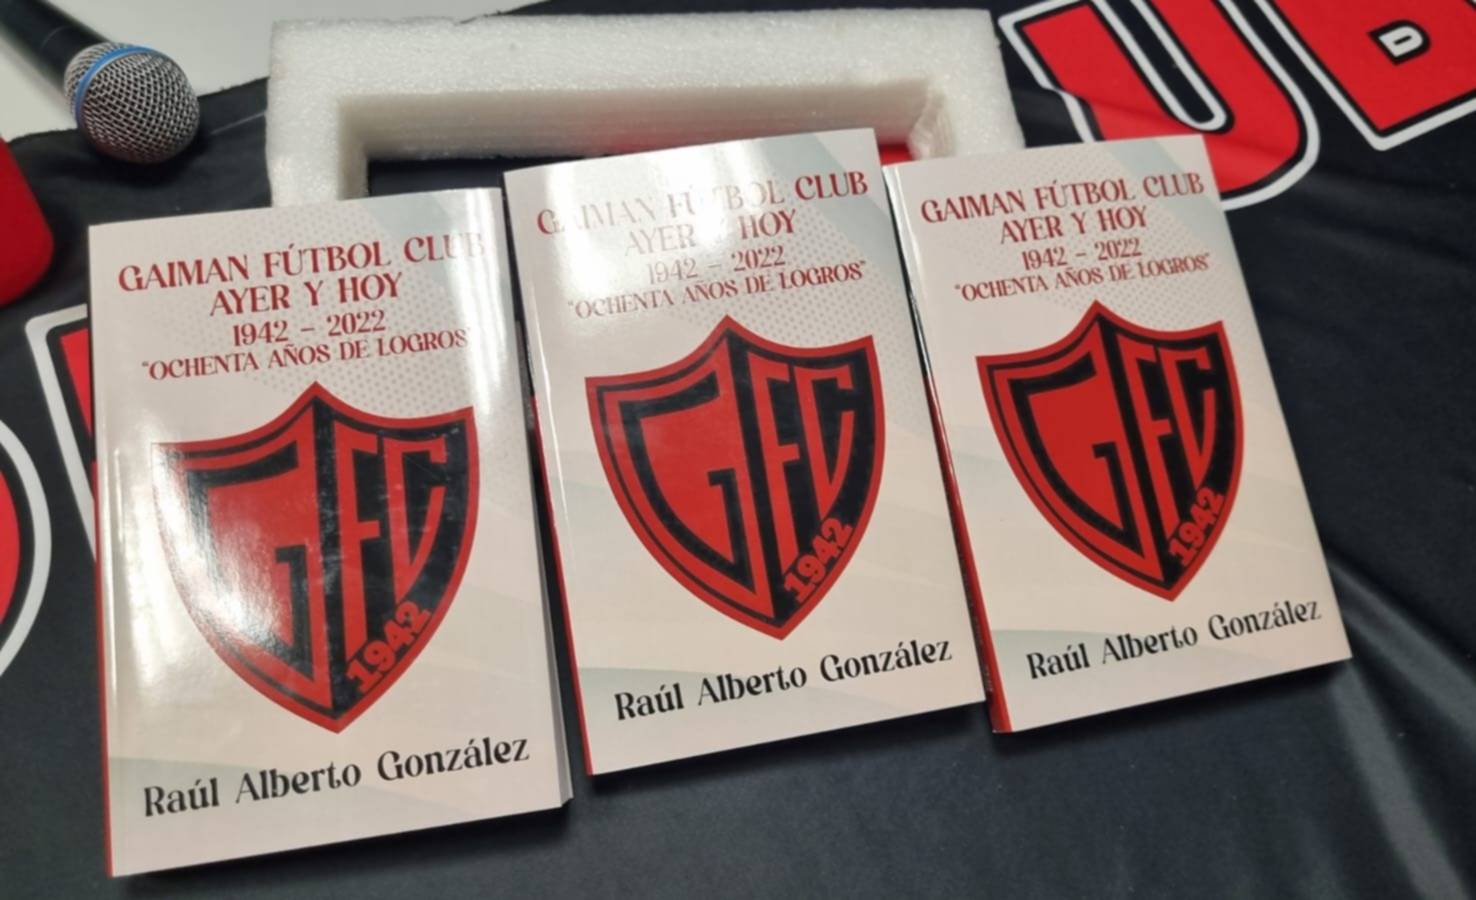 GAIMAN FÚTBOL CLUB
AYER Y HOY
1942 - 2022
"OCHENTA AÑOS DE LOGROS"
GFC
1942
Raúl Alberto González
GAIMAN FÚTBOL CLUB
AYER Y HOY
1942 - 2022
"OCHENTA AÑOS DE LOGROS"
GFC
1942
Raúl Alberto González
GAIMAN FÚTBOL CLUB
AYER Y HOY
1942 - 2022
"OCHENTA AÑOS DE LOGROS"
GFC
1942
Raúl Alberto González
UB
D